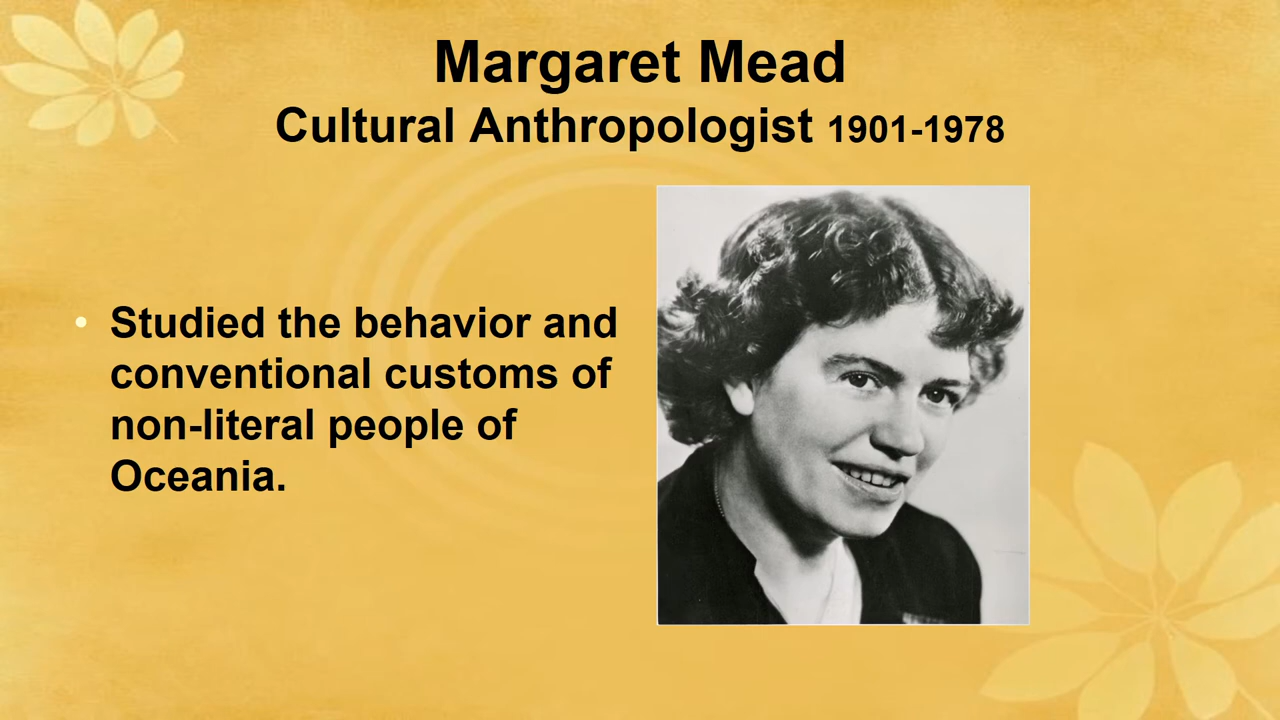 Margaret Mead
Cultural Anthropologist 1901-1978
• Studied the behavior and
conventional customs of
non-literal people of
Oceania.